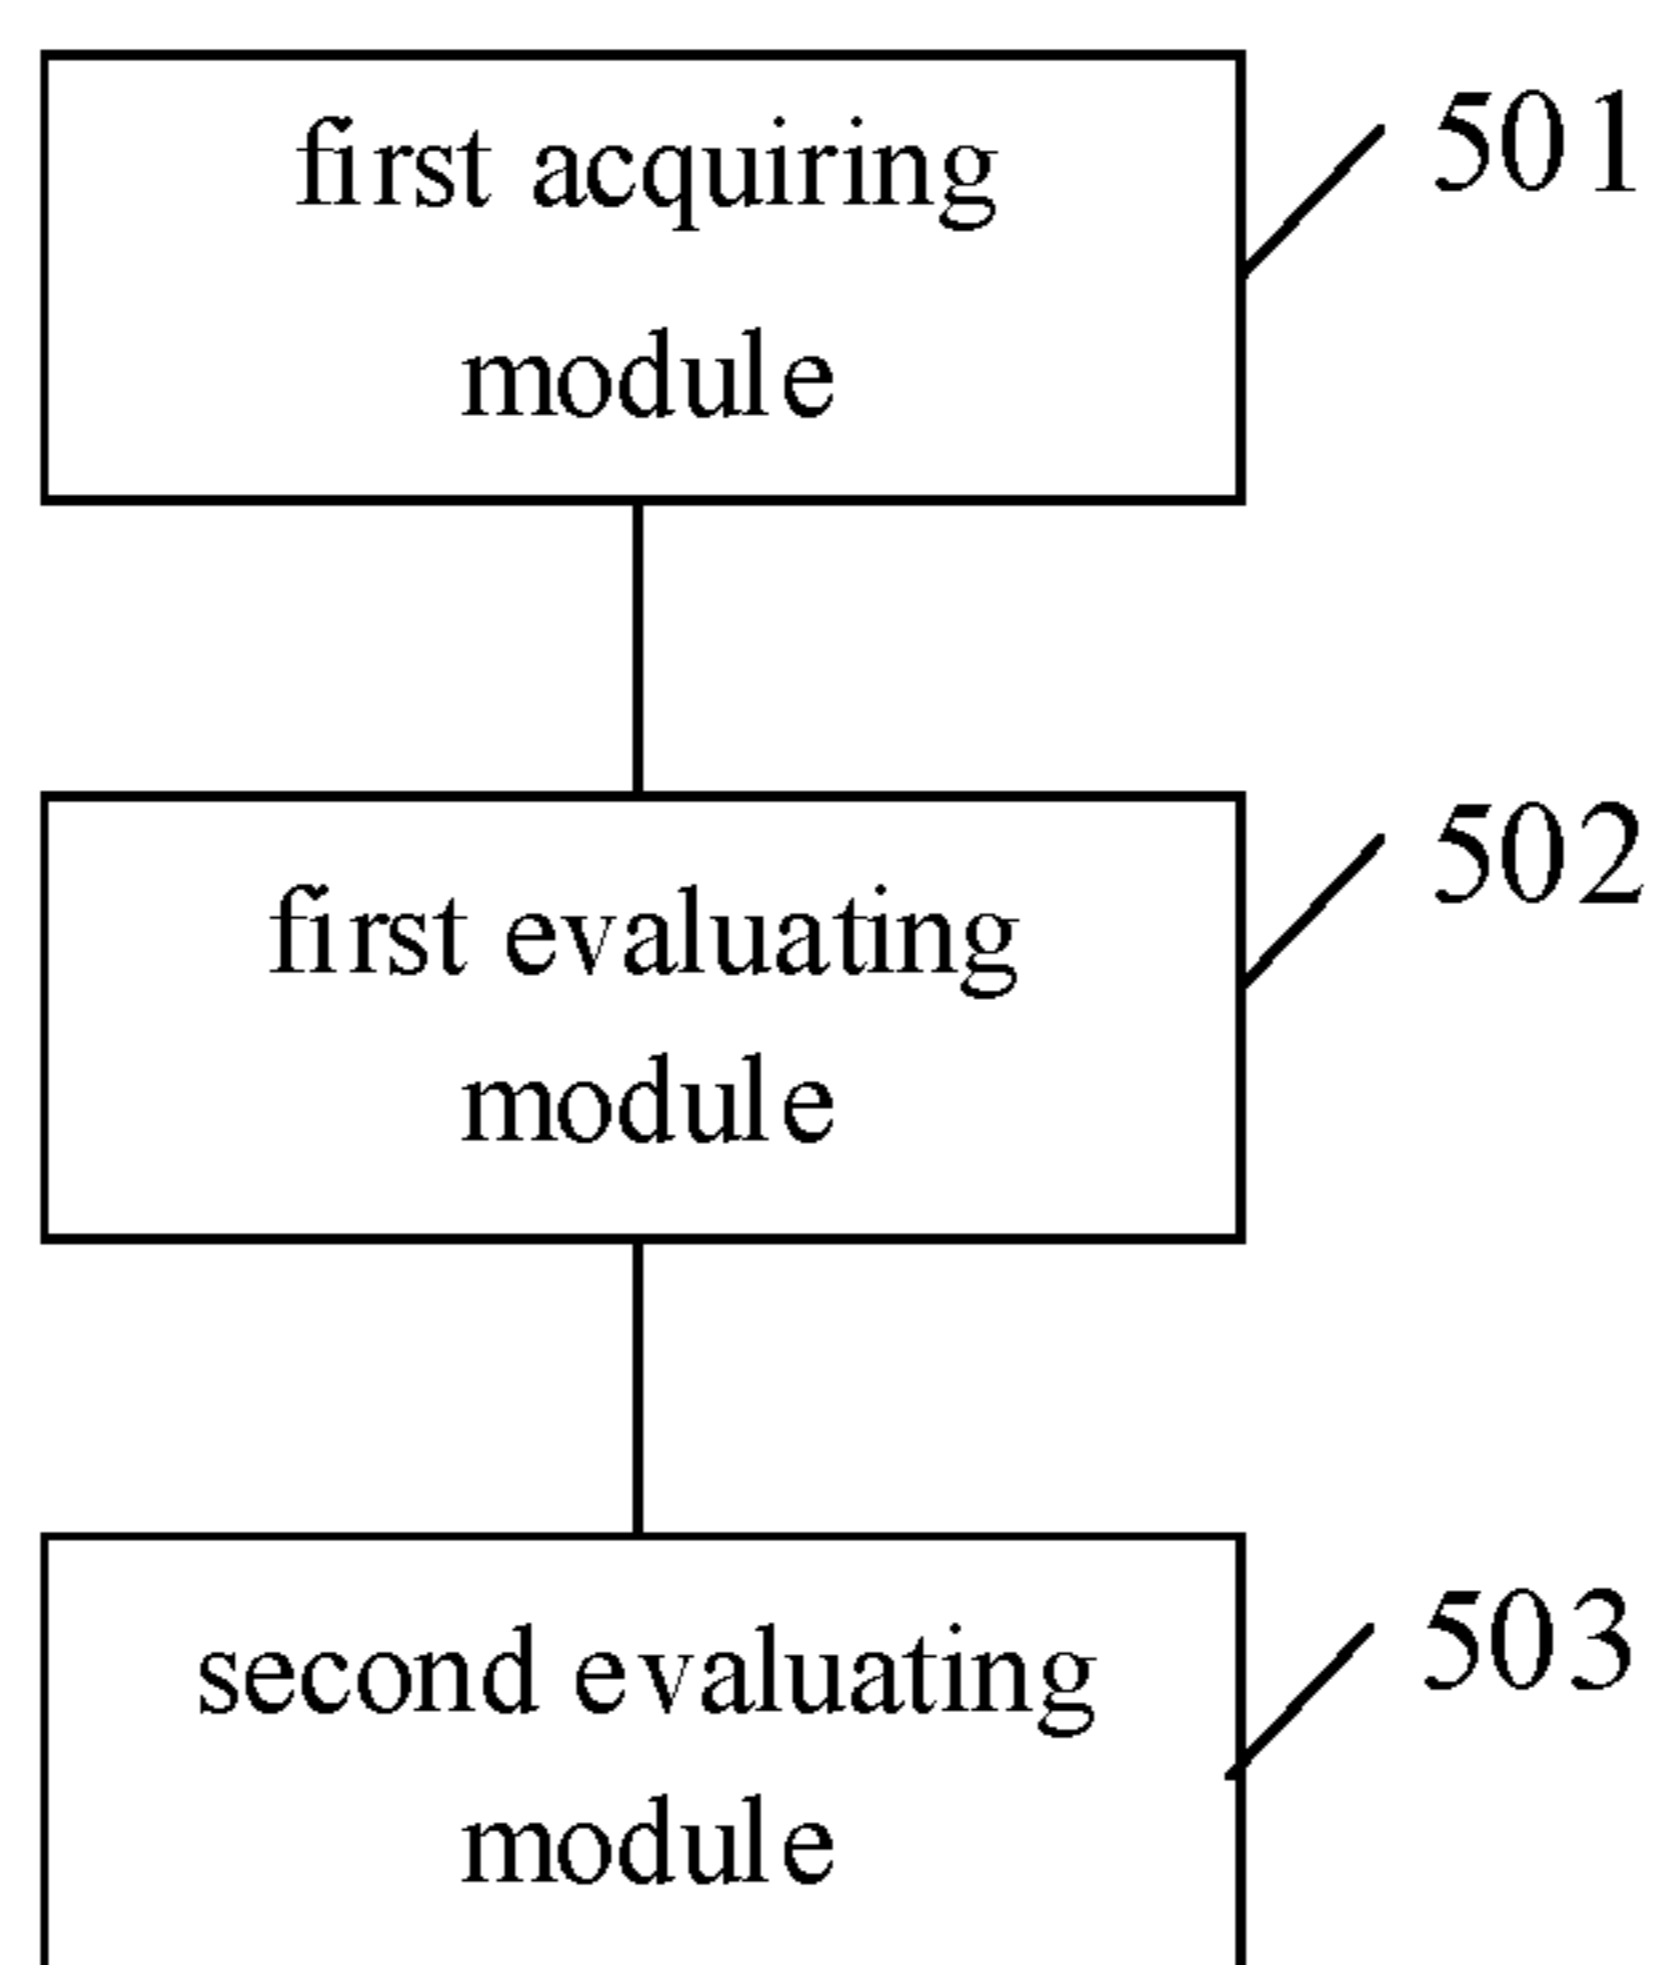 first acquiring
module
501
first evaluating
module
502
second evaluating
module
503